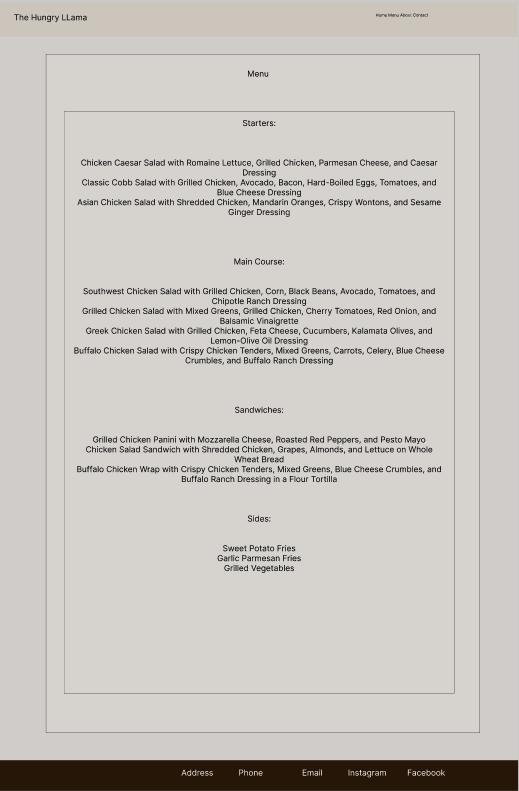 The Hungry LLama
Home Menu About Contact
Menu
Starters:
Chicken Caesar Salad with Romaine Lettuce, Grilled Chicken, Parmesan Cheese, and Caesar
Dressing
Classic Cobb Salad with Grilled Chicken, Avocado, Bacon, Hard-Boiled Eggs, Tomatoes, and
Blue Cheese Dressing
Asian Chicken Salad with Shredded Chicken, Mandarin Oranges, Crispy Wontons, and Sesame
Ginger Dressing
Main Course:
Southwest Chicken Salad with Grilled Chicken, Corn, Black Beans, Avocado, Tomatoes, and
Chipotle Ranch Dressing
Grilled Chicken Salad with Mixed Greens, Grilled Chicken, Cherry Tomatoes, Red Onion, and
Balsamic Vinaigrette
Greek Chicken Salad with Grilled Chicken, Feta Cheese, Cucumbers, Kalamata Olives, and
Lemon-Olive Oil Dressing
Buffalo Chicken Salad with Crispy Chicken Tenders, Mixed Greens, Carrots, Celery, Blue Cheese
Crumbles, and Buffalo Ranch Dressing
Sandwiches:
Grilled Chicken Panini with Mozzarella Cheese, Roasted Red Peppers, and Pesto Mayo
Chicken Salad Sandwich with Shredded Chicken, Grapes, Almonds, and Lettuce on Whole
Wheat Bread
Buffalo Chicken Wrap with Crispy Chicken Tenders, Mixed Greens, Blue Cheese Crumbles, and
Buffalo Ranch Dressing in a Flour Tortilla
Sides:
Sweet Potato Fries
Garlic Parmesan Fries
Grilled Vegetables
Address Phone Email Instagram Facebook